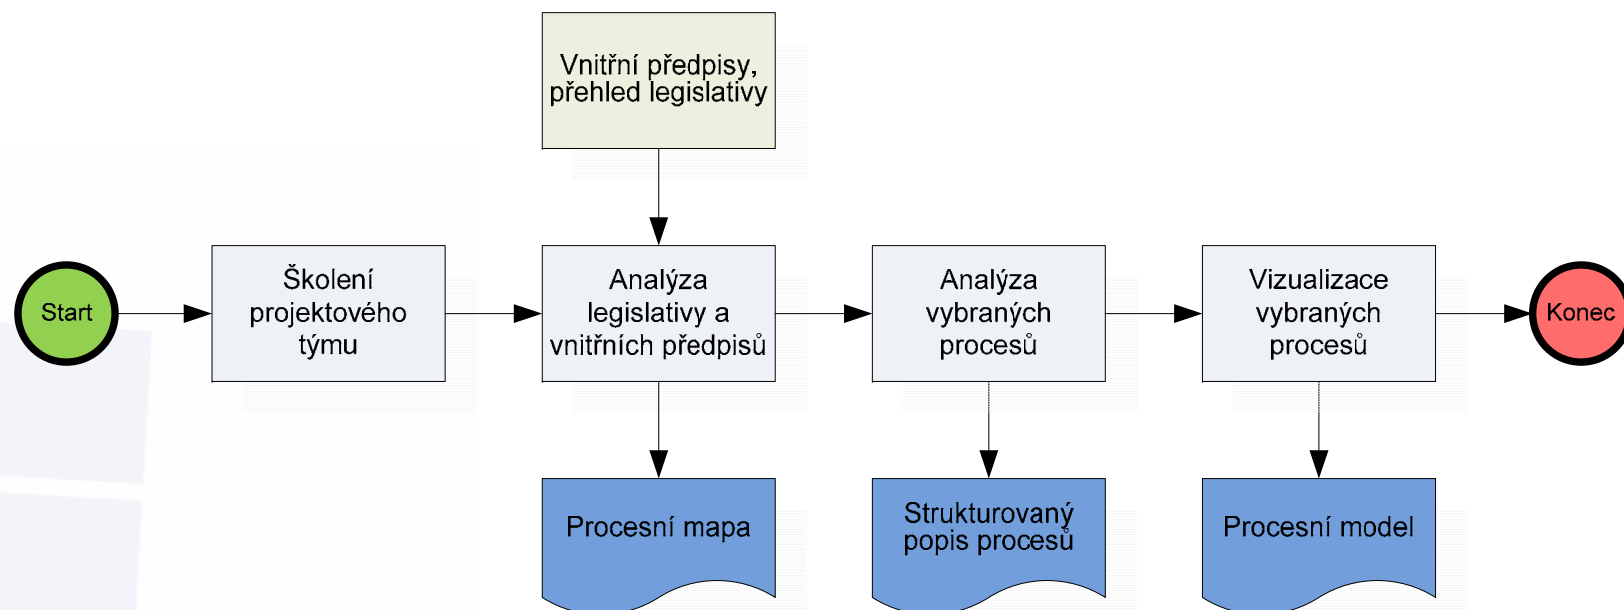 Vnitřní předpisy,
přehled legislativy
Start
Školení
projektového
týmu
Analýza
legislativy a
vnitřních předpisů
Analýza
vybraných
procesů
Vizualizace
vybraných
procesů
Konec
Procesní mapa
Strukturovaný
popis procesů
Procesní model